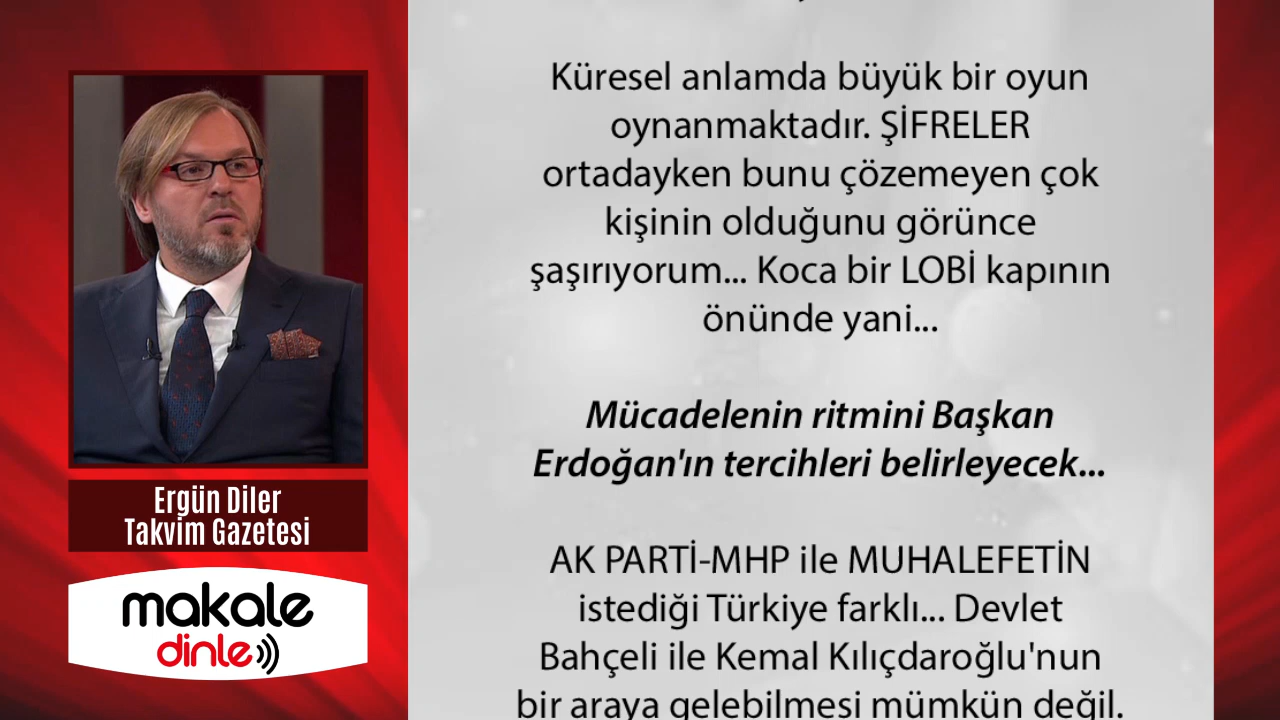 Küresel anlamda büyük bir oyun
oynanmaktadır. ŞİFRELER
ortadayken bunu çözemeyen çok
kişinin olduğunu görünce
şaşırıyorum... Koca bir LOBİ kapının
önünde yani...
Mücadelenin ritmini Başkan
Erdoğan'ın tercihleri belirleyecek...
AK PARTİ-MHP ile MUHALEFETİN
istediği Türkiye farklı... Devlet
Bahçeli ile Kemal Kılıçdaroğlu'nun
bir araya gelebilmesi mümkün değil.
Ergün Diler
Takvim Gazetesi
makale
dinle